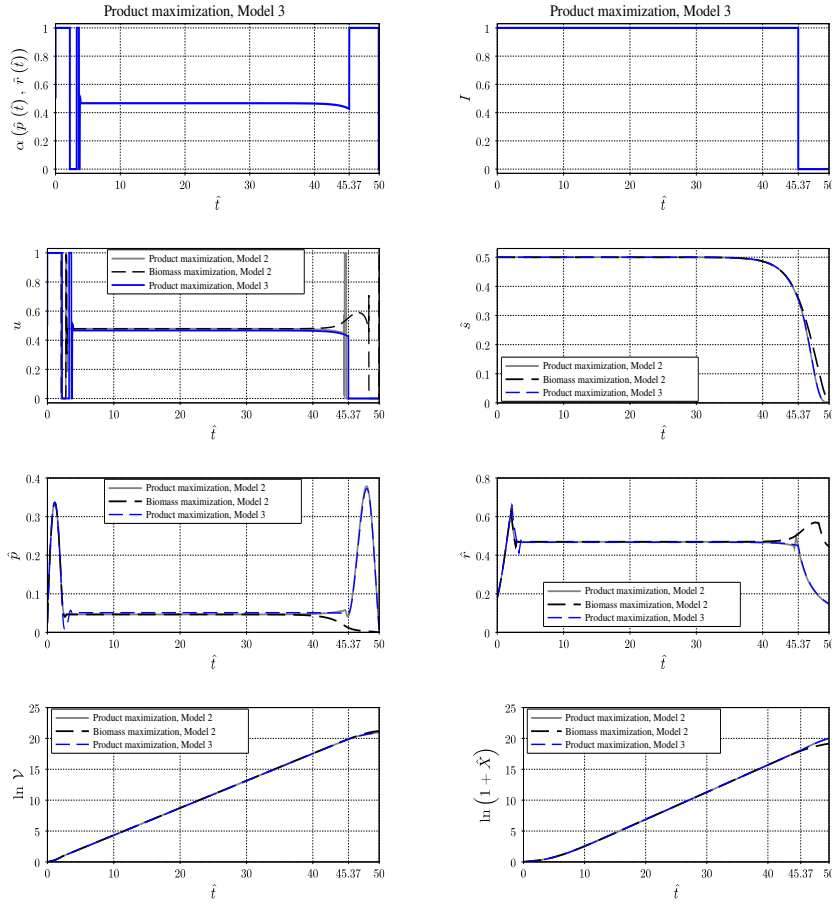 Product maximization, Model 3
1
0.8
0.6
0.4
0.2
0
α (p̂ (t̂) , r̂ (t̂))
0 10 20 30 40 45.37 50
t̂
Product maximization, Model 3
1
0.8
0.6
0.4
0.2
0
I
0 10 20 30 40 45.37 50
t̂
1
0.8
0.6
0.4
0.2
0
u
Product maximization, Model 2
Biomass maximization, Model 2
Product maximization, Model 3
0 10 20 30 40 45.37 50
t̂
0.5
0.4
0.3
0.2
0.1
0
ŝ
Product maximization, Model 2
Biomass maximization, Model 2
Product maximization, Model 3
0 10 20 30 40 45.37 50
t̂
0.4
0.3
0.2
0.1
0
p̂
Product maximization, Model 2
Biomass maximization, Model 2
Product maximization, Model 3
0 10 20 30 40 45.37 50
t̂
0.8
0.6
0.4
0.2
0
r̂
Product maximization, Model 2
Biomass maximization, Model 2
Product maximization, Model 3
0 10 20 30 40 45.37 50
t̂
25
20
15
10
5
0
ln 𝒱
Product maximization, Model 2
Biomass maximization, Model 2
Product maximization, Model 3
0 10 20 30 40 45.37 50
t̂
25
20
15
10
5
0
ln (1 + X̂)
Product maximization, Model 2
Biomass maximization, Model 2
Product maximization, Model 3
0 10 20 30 40 45.37 50
t̂